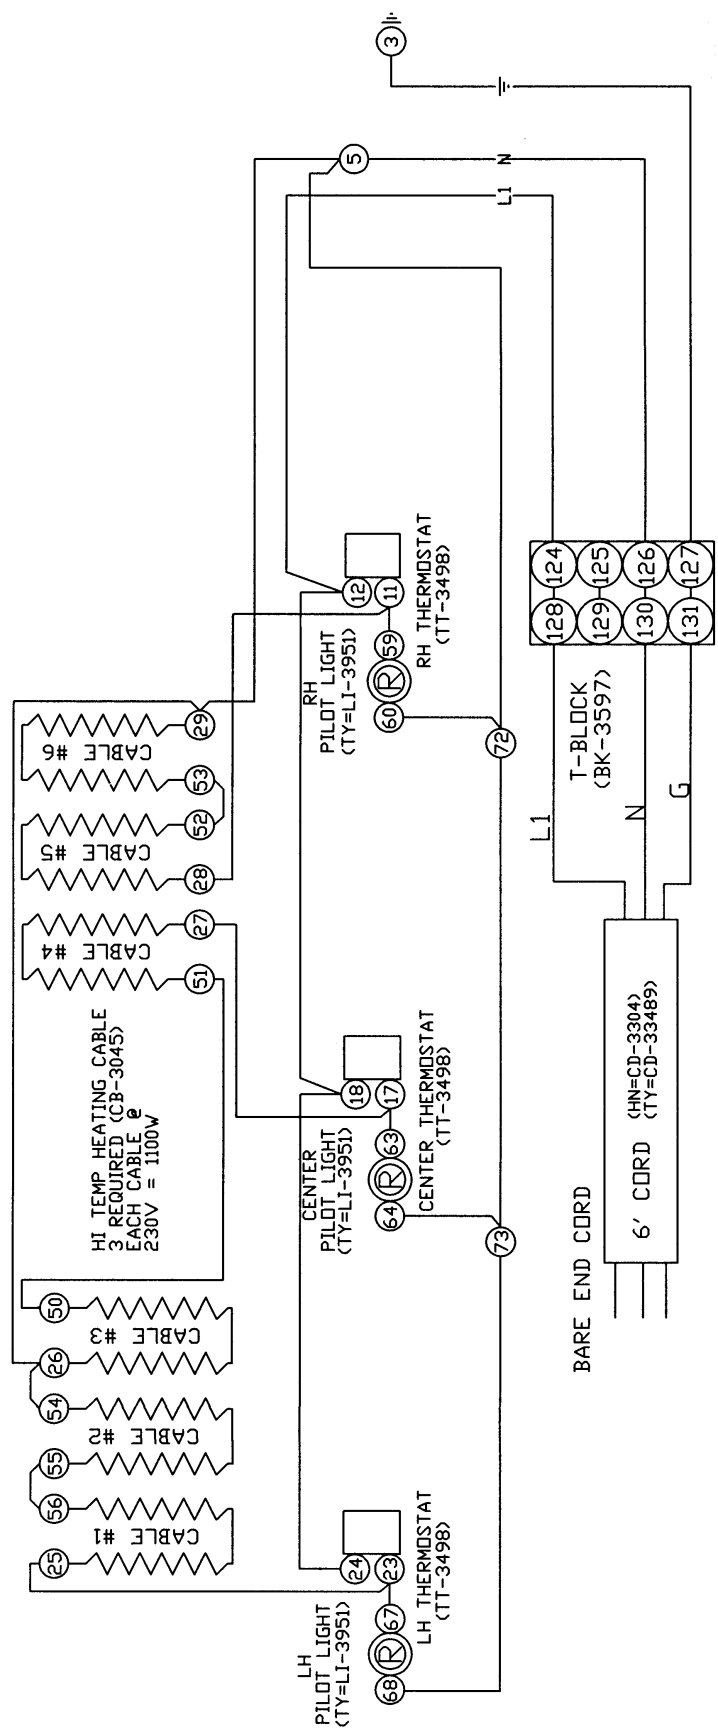 3
5
N
L1
29
CABLE #6
53
52
CABLE #5
28
27
CABLE #4
51
HI TEMP HEATING CABLE
3 REQUIRED (CB-3045)
EACH CABLE @
230V = 1100W
50
CABLE #3
26
54
CABLE #2
55
56
CABLE #1
25
12
11
RH THERMOSTAT
(TT-3498)
59
R
60
RH
PILOT LIGHT
(TY=LI-3951)
72
18
17
CENTER THERMOSTAT
(TT-3498)
63
R
64
CENTER
PILOT LIGHT
(TY=LI-3951)
73
24
23
LH THERMOSTAT
(TT-3498)
67
R
68
LH
PILOT LIGHT
(TY=LI-3951)
124
125
126
127
128
129
130
131
T-BLOCK
(BK-3597)
L1
N
G
6' CORD
(HN=CD-3304)
(TY=CD-33489)
BARE END CORD